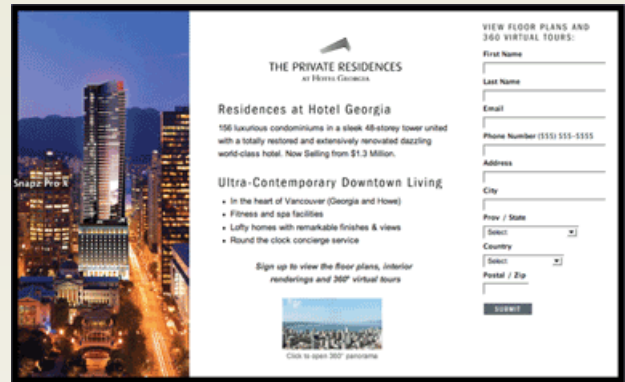 Snapz Pro X
THE PRIVATE RESIDENCES
AT HOTEL GEORGIA
Residences at Hotel Georgia
156 luxurious condominiums in a sleek 48-storey tower united
with a totally restored and extensively renovated dazzling
world-class hotel. Now Selling from $1.3 Million.
Ultra-Contemporary Downtown Living
• In the heart of Vancouver (Georgia and Howe)
• Fitness and spa facilities
• Lofty homes with remarkable finishes & views
• Round the clock concierge service
Sign up to view the floor plans, interior
renderings and 360° virtual tours
Click to open 360° panorama
VIEW FLOOR PLANS AND
360 VIRTUAL TOURS:
First Name
Last Name
Email
Phone Number (555) 555-5555
Address
City
Prov / State
Select
Country
Select
Postal / Zip
SUBMIT